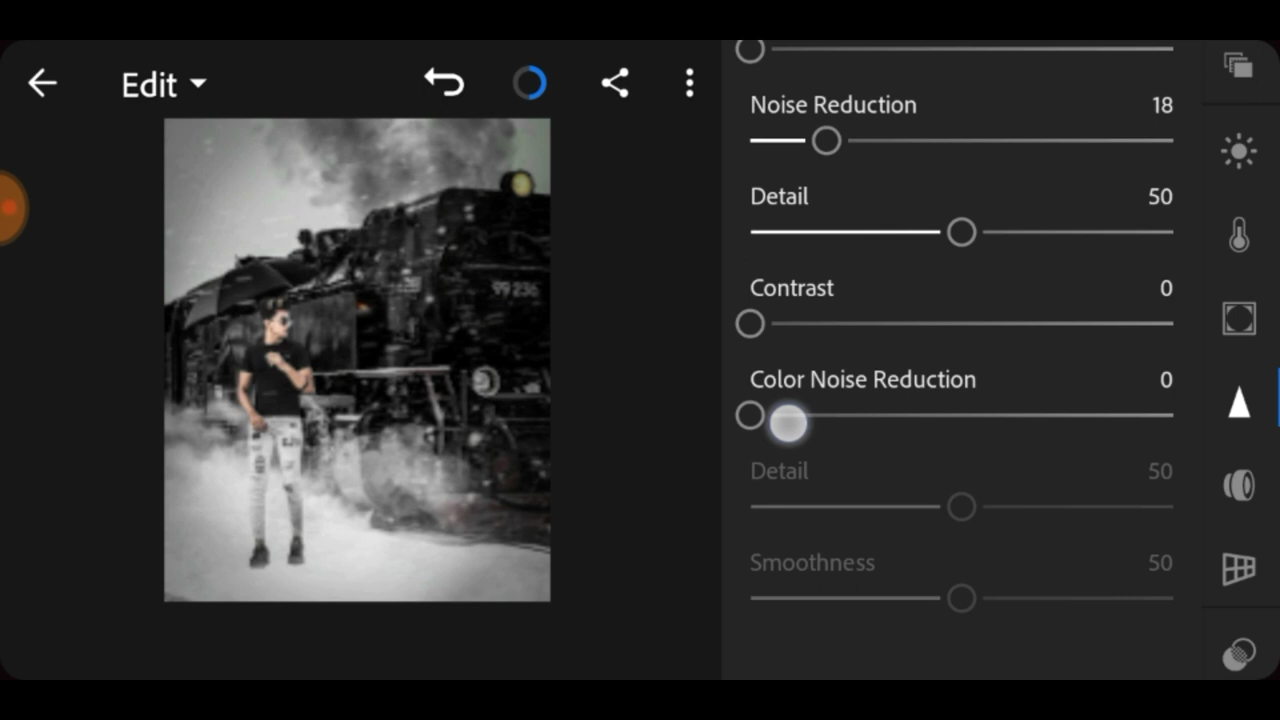 Edit
Noise Reduction 18
Detail 50
Contrast 0
Color Noise Reduction 0
Detail 50
Smoothness 50
99 236